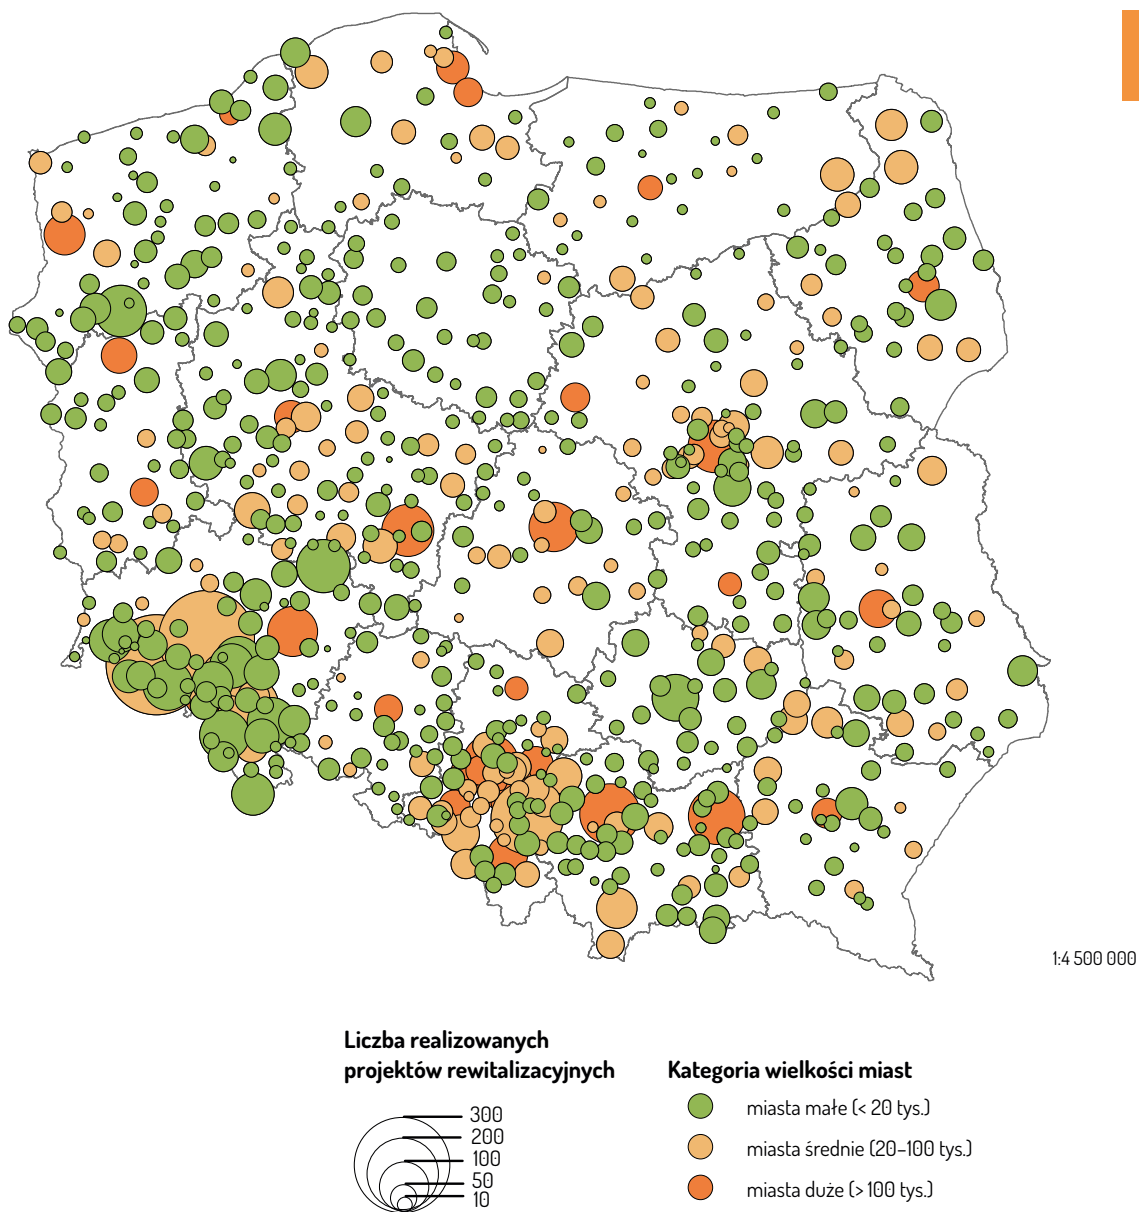 1:4 500 000
Liczba realizowanych
projektów rewitalizacyjnych
300
200
100
50
10
Kategoria wielkości miast
miasta małe (< 20 tys.)
miasta średnie (20–100 tys.)
miasta duże (> 100 tys.)